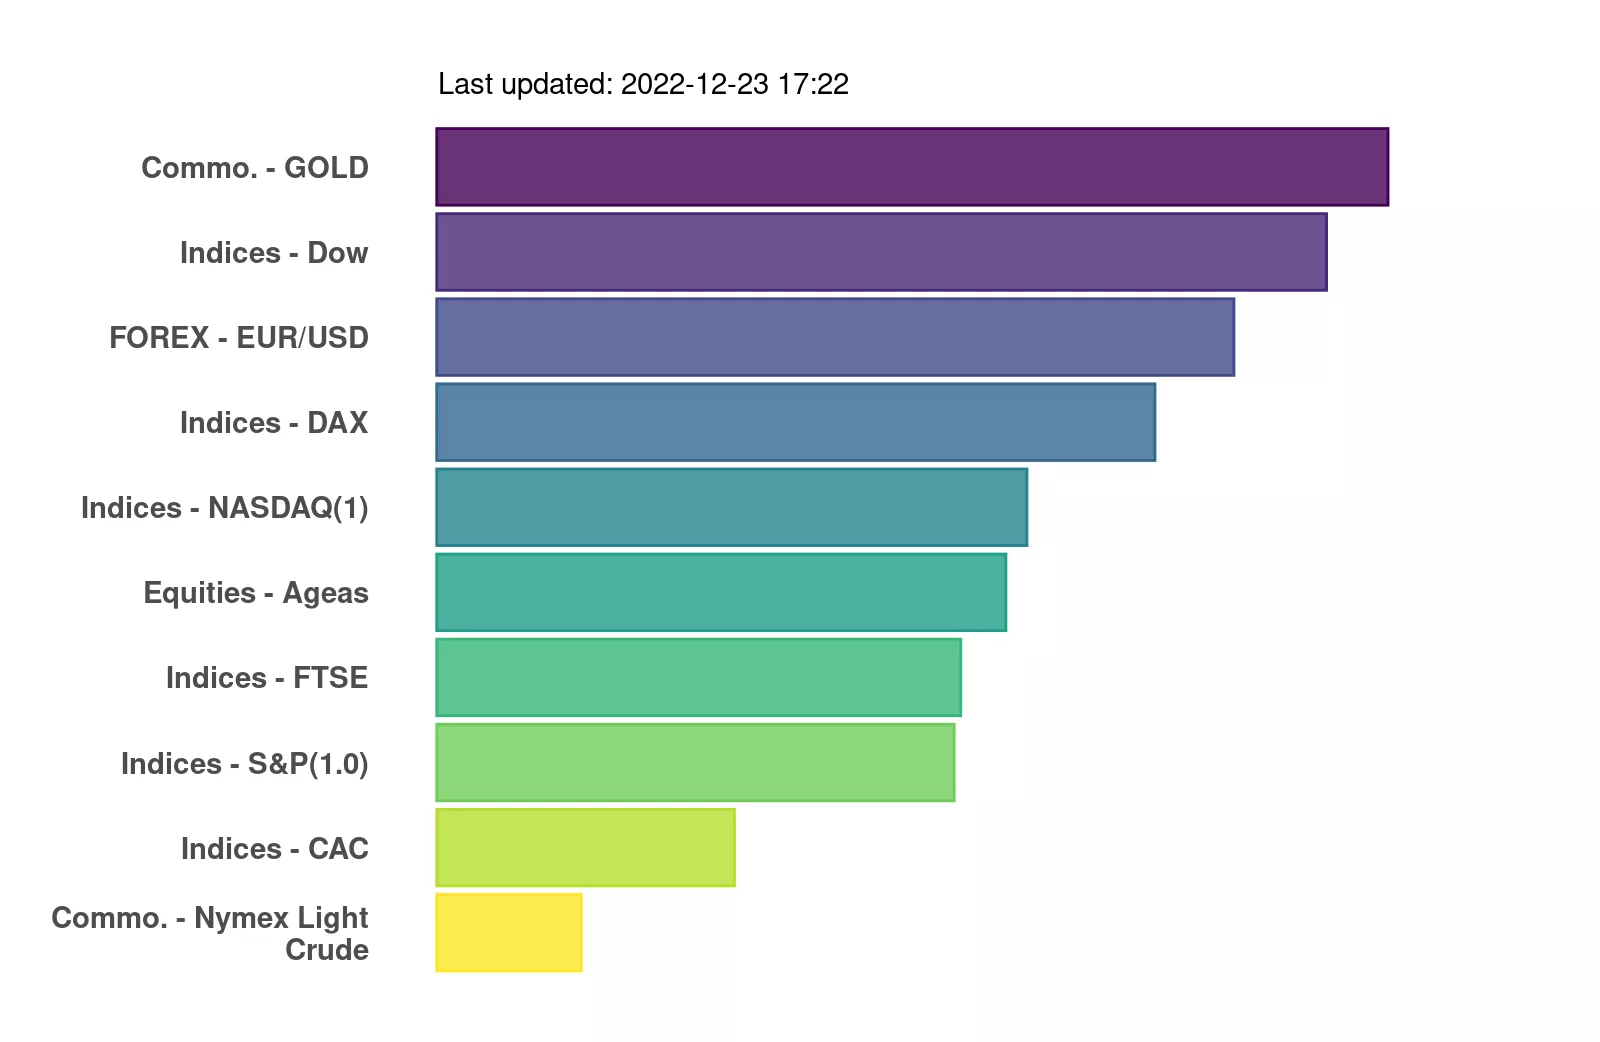 Last updated: 2022-12-23 17:22
Commo. - GOLD
Indices - Dow
FOREX - EUR/USD
Indices - DAX
Indices - NASDAQ(1)
Equities - Ageas
Indices - FTSE
Indices - S&P(1.0)
Indices - CAC
Commo. - Nymex Light
Crude